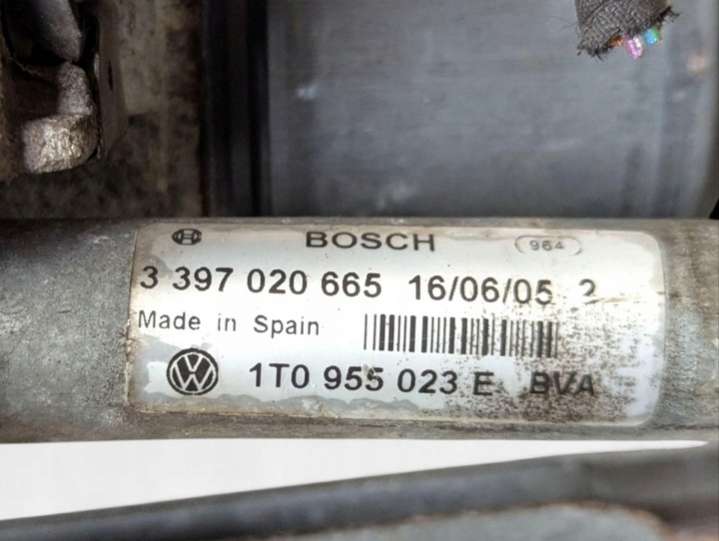 BOSCH 964
3 397 020 665 16/06/05 2
Made in Spain
1T0 955 023 E BVA